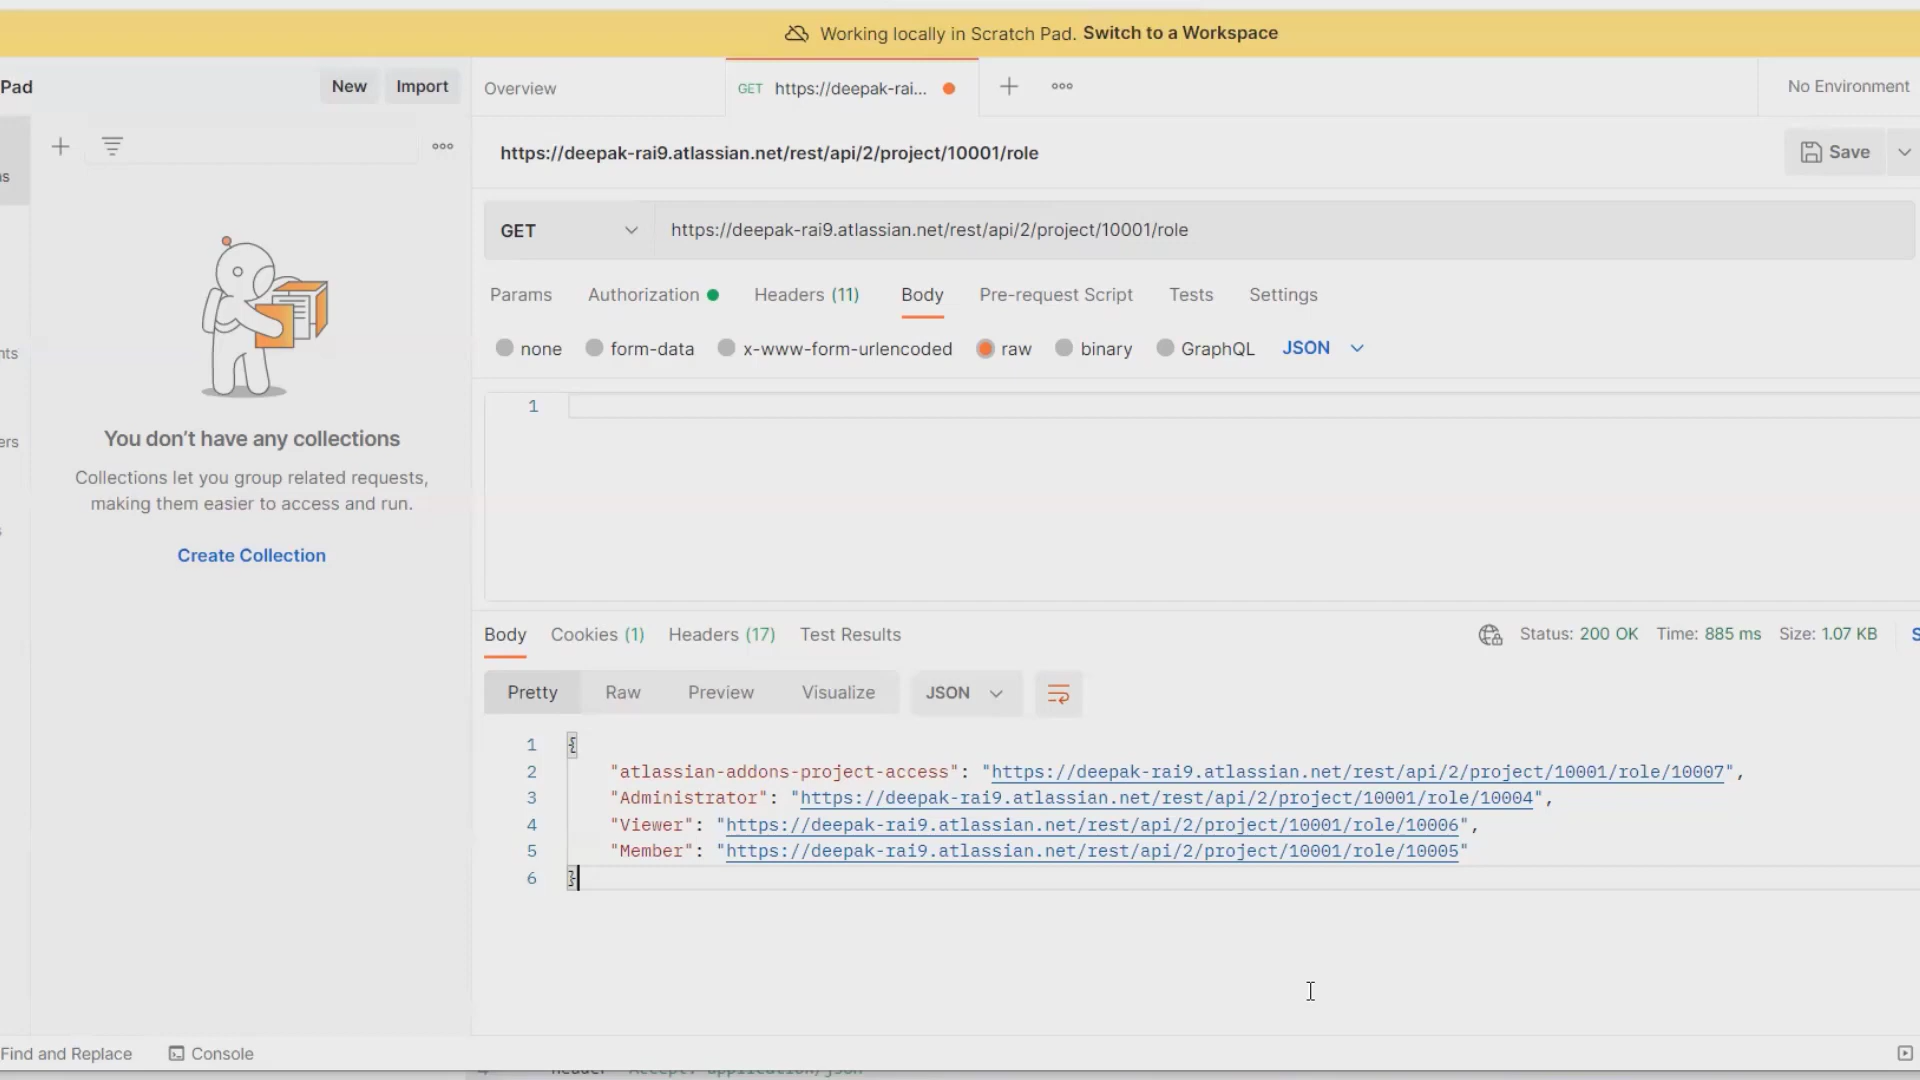 Working locally in Scratch Pad. Switch to a Workspace
Pad
New
Import
Overview
GET https://deepak-rai...
No Environment
https://deepak-rai9.atlassian.net/rest/api/2/project/10001/role
Save
GET
https://deepak-rai9.atlassian.net/rest/api/2/project/10001/role
Params
Authorization
Headers (11)
Body
Pre-request Script
Tests
Settings
none
form-data
x-www-form-urlencoded
raw
binary
GraphQL
JSON
1
You don't have any collections
Collections let you group related requests,
making them easier to access and run.
Create Collection
Body
Cookies (1)
Headers (17)
Test Results
Status: 200 OK
Time: 885 ms
Size: 1.07 KB
Pretty
Raw
Preview
Visualize
JSON
1 {
2 "atlassian-addons-project-access": "https://deepak-rai9.atlassian.net/rest/api/2/project/10001/role/10007",
3 "Administrator": "https://deepak-rai9.atlassian.net/rest/api/2/project/10001/role/10004",
4 "Viewer": "https://deepak-rai9.atlassian.net/rest/api/2/project/10001/role/10006",
5 "Member": "https://deepak-rai9.atlassian.net/rest/api/2/project/10001/role/10005"
6 }
Find and Replace
Console